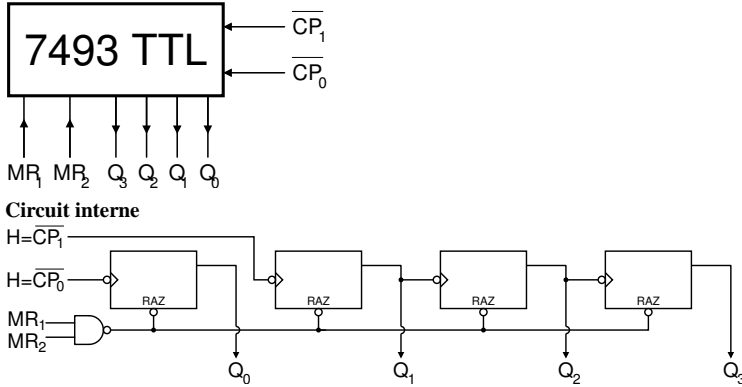 7493 TTL
CP₁
CP₀
MR₁ MR₂ Q₃ Q₂ Q₁ Q₀
Circuit interne
H=CP₁
H=CP₀
RAZ RAZ RAZ RAZ
MR₁
MR₂
Q₀ Q₁ Q₂ Q₃